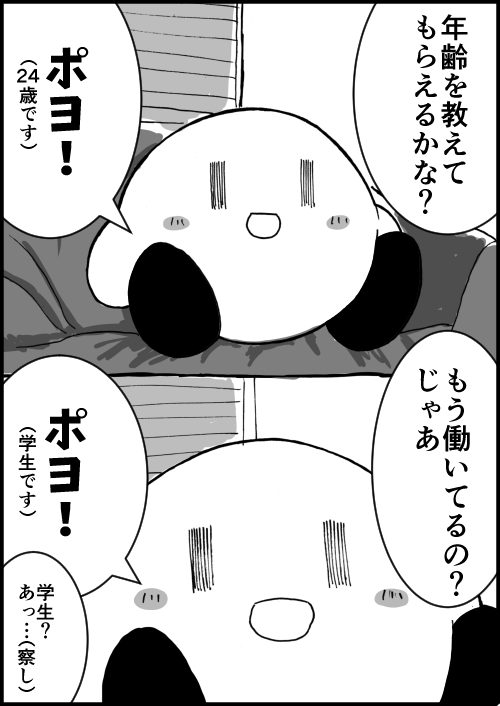 年齢を教えて
もらえるかな？
ポヨ！
（24歳です）
じゃあ
もう働いてるの？
ポヨ！
（学生です）
学生？
あっ…（察し）